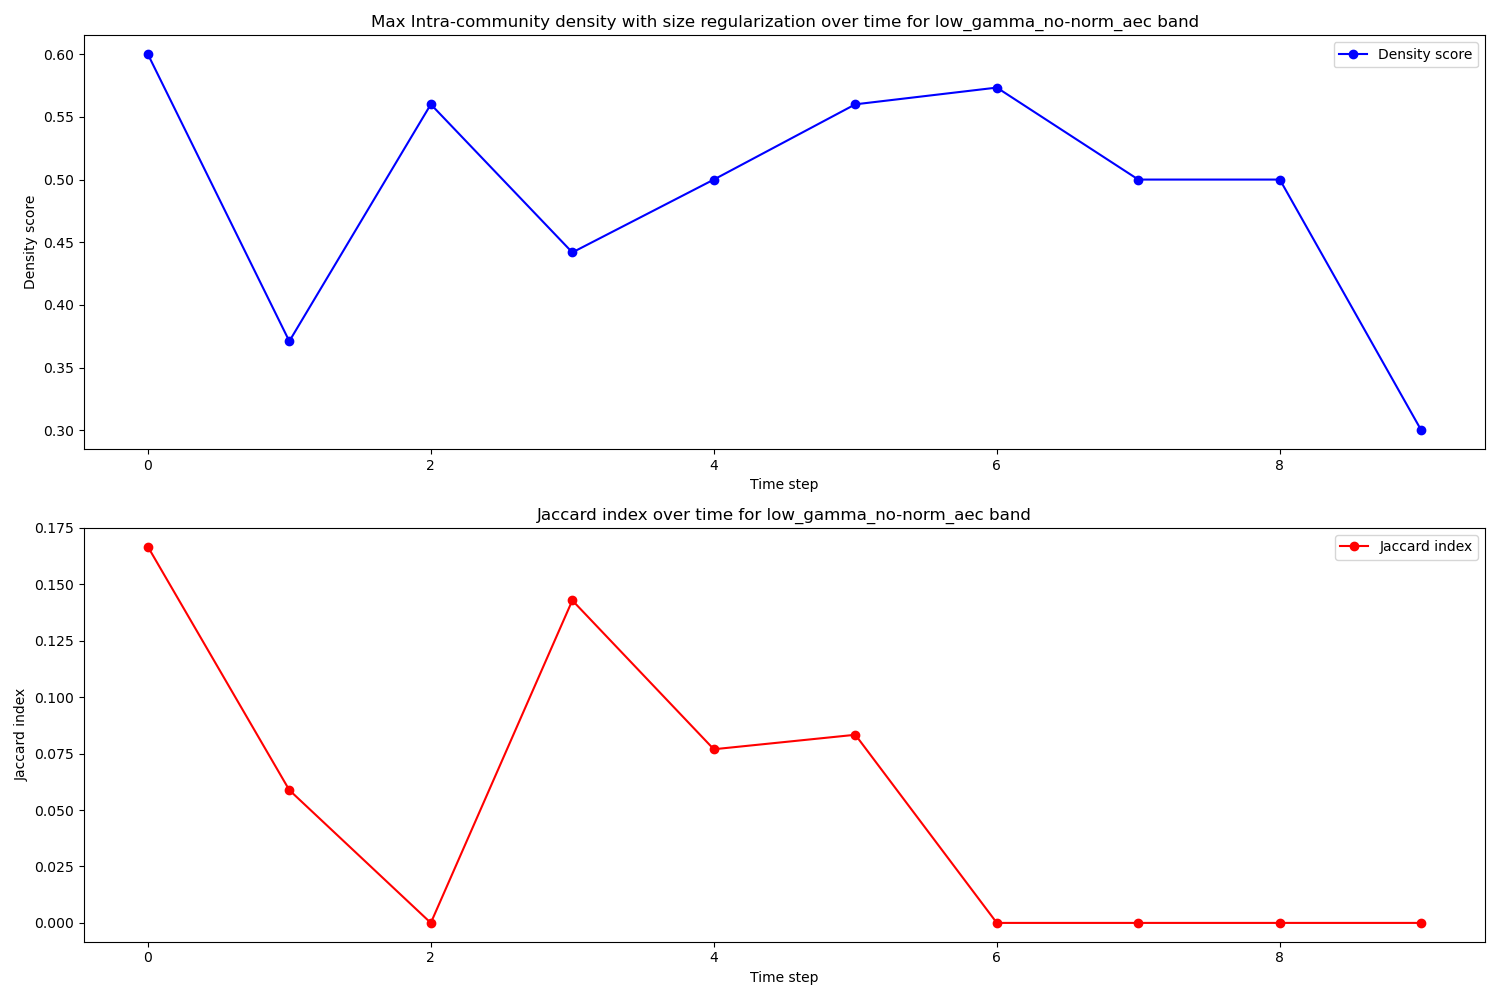 Max Intra-community density with size regularization over time for low_gamma_no-norm_aec band
Density score
0.60
0.55
0.50
0.45
0.40
0.35
0.30
Density score
0 2 4 6 8
Time step
Jaccard index over time for low_gamma_no-norm_aec band
Jaccard index
0.175
0.150
0.125
0.100
0.075
0.050
0.025
0.000
Jaccard index
0 2 4 6 8
Time step